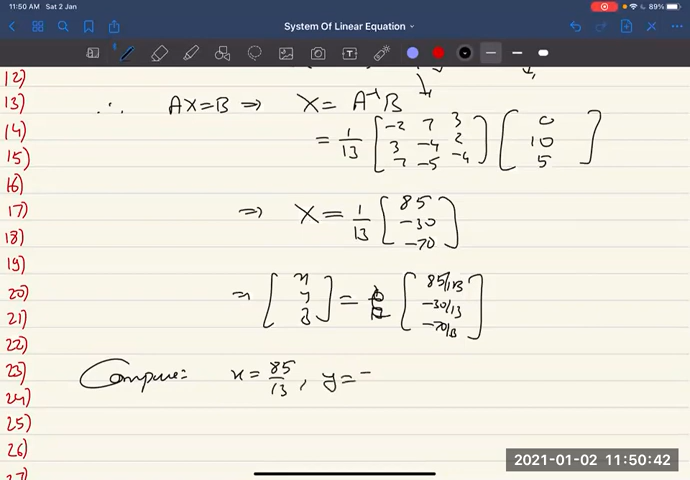 11:50 AM Sat 2 Jan
89%
System Of Linear Equation
12)
13) ∴ AX=B ⇒ X= A⁻¹B
14) = 1/13 [ -2 7 3 ; 3 -4 2 ; 7 -5 -4 ] [ 0 ; 10 ; 5 ]
15)
16)
17) ⇒ X = 1/13 [ 85 ; -30 ; -70 ]
18)
19)
20) ⇒ [ x ; y ; z ] = [ 85/13 ; -30/13 ; -70/13 ]
21)
22)
23) Compare: x = 85/13, y = -
24)
25)
26)
27)
2021-01-02 11:50:42